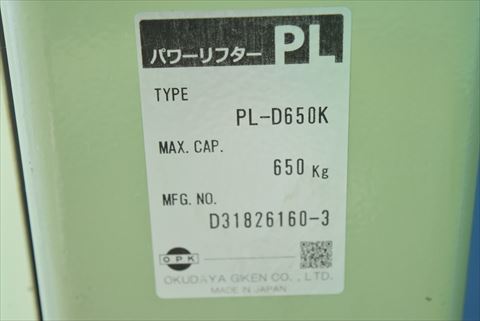 パワーリフター PL
TYPE
PL-D650K
MAX. CAP.
650 Kg
MFG. NO.
D31826160-3
OPK
OKUDAYA GIKEN CO., LTD.
MADE IN JAPAN